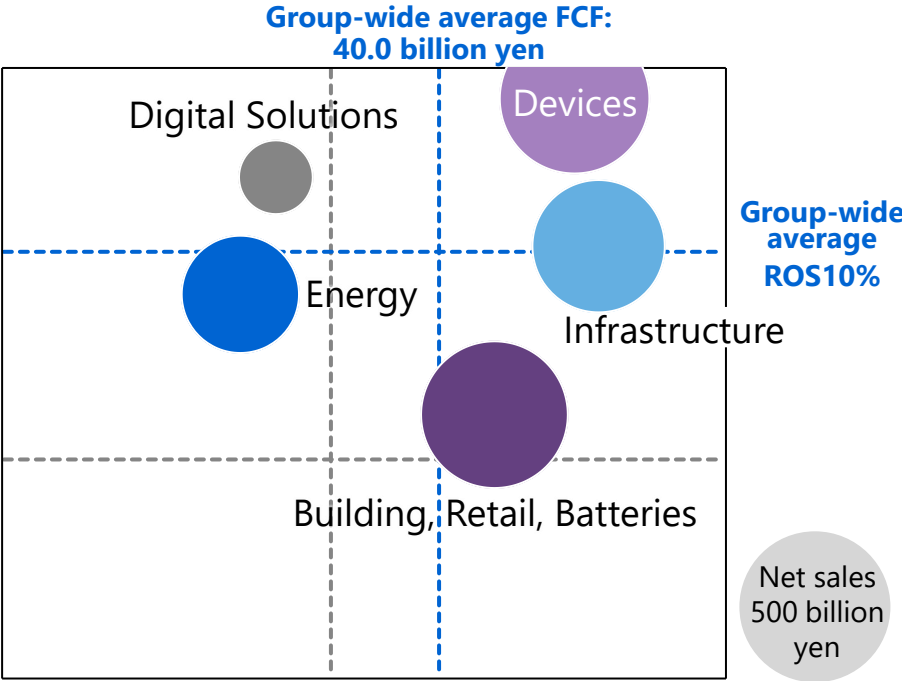 Group-wide average FCF:
40.0 billion yen
Devices
Digital Solutions
Group-wide
average
ROS10%
Energy
Infrastructure
Building, Retail, Batteries
Net sales
500 billion
yen